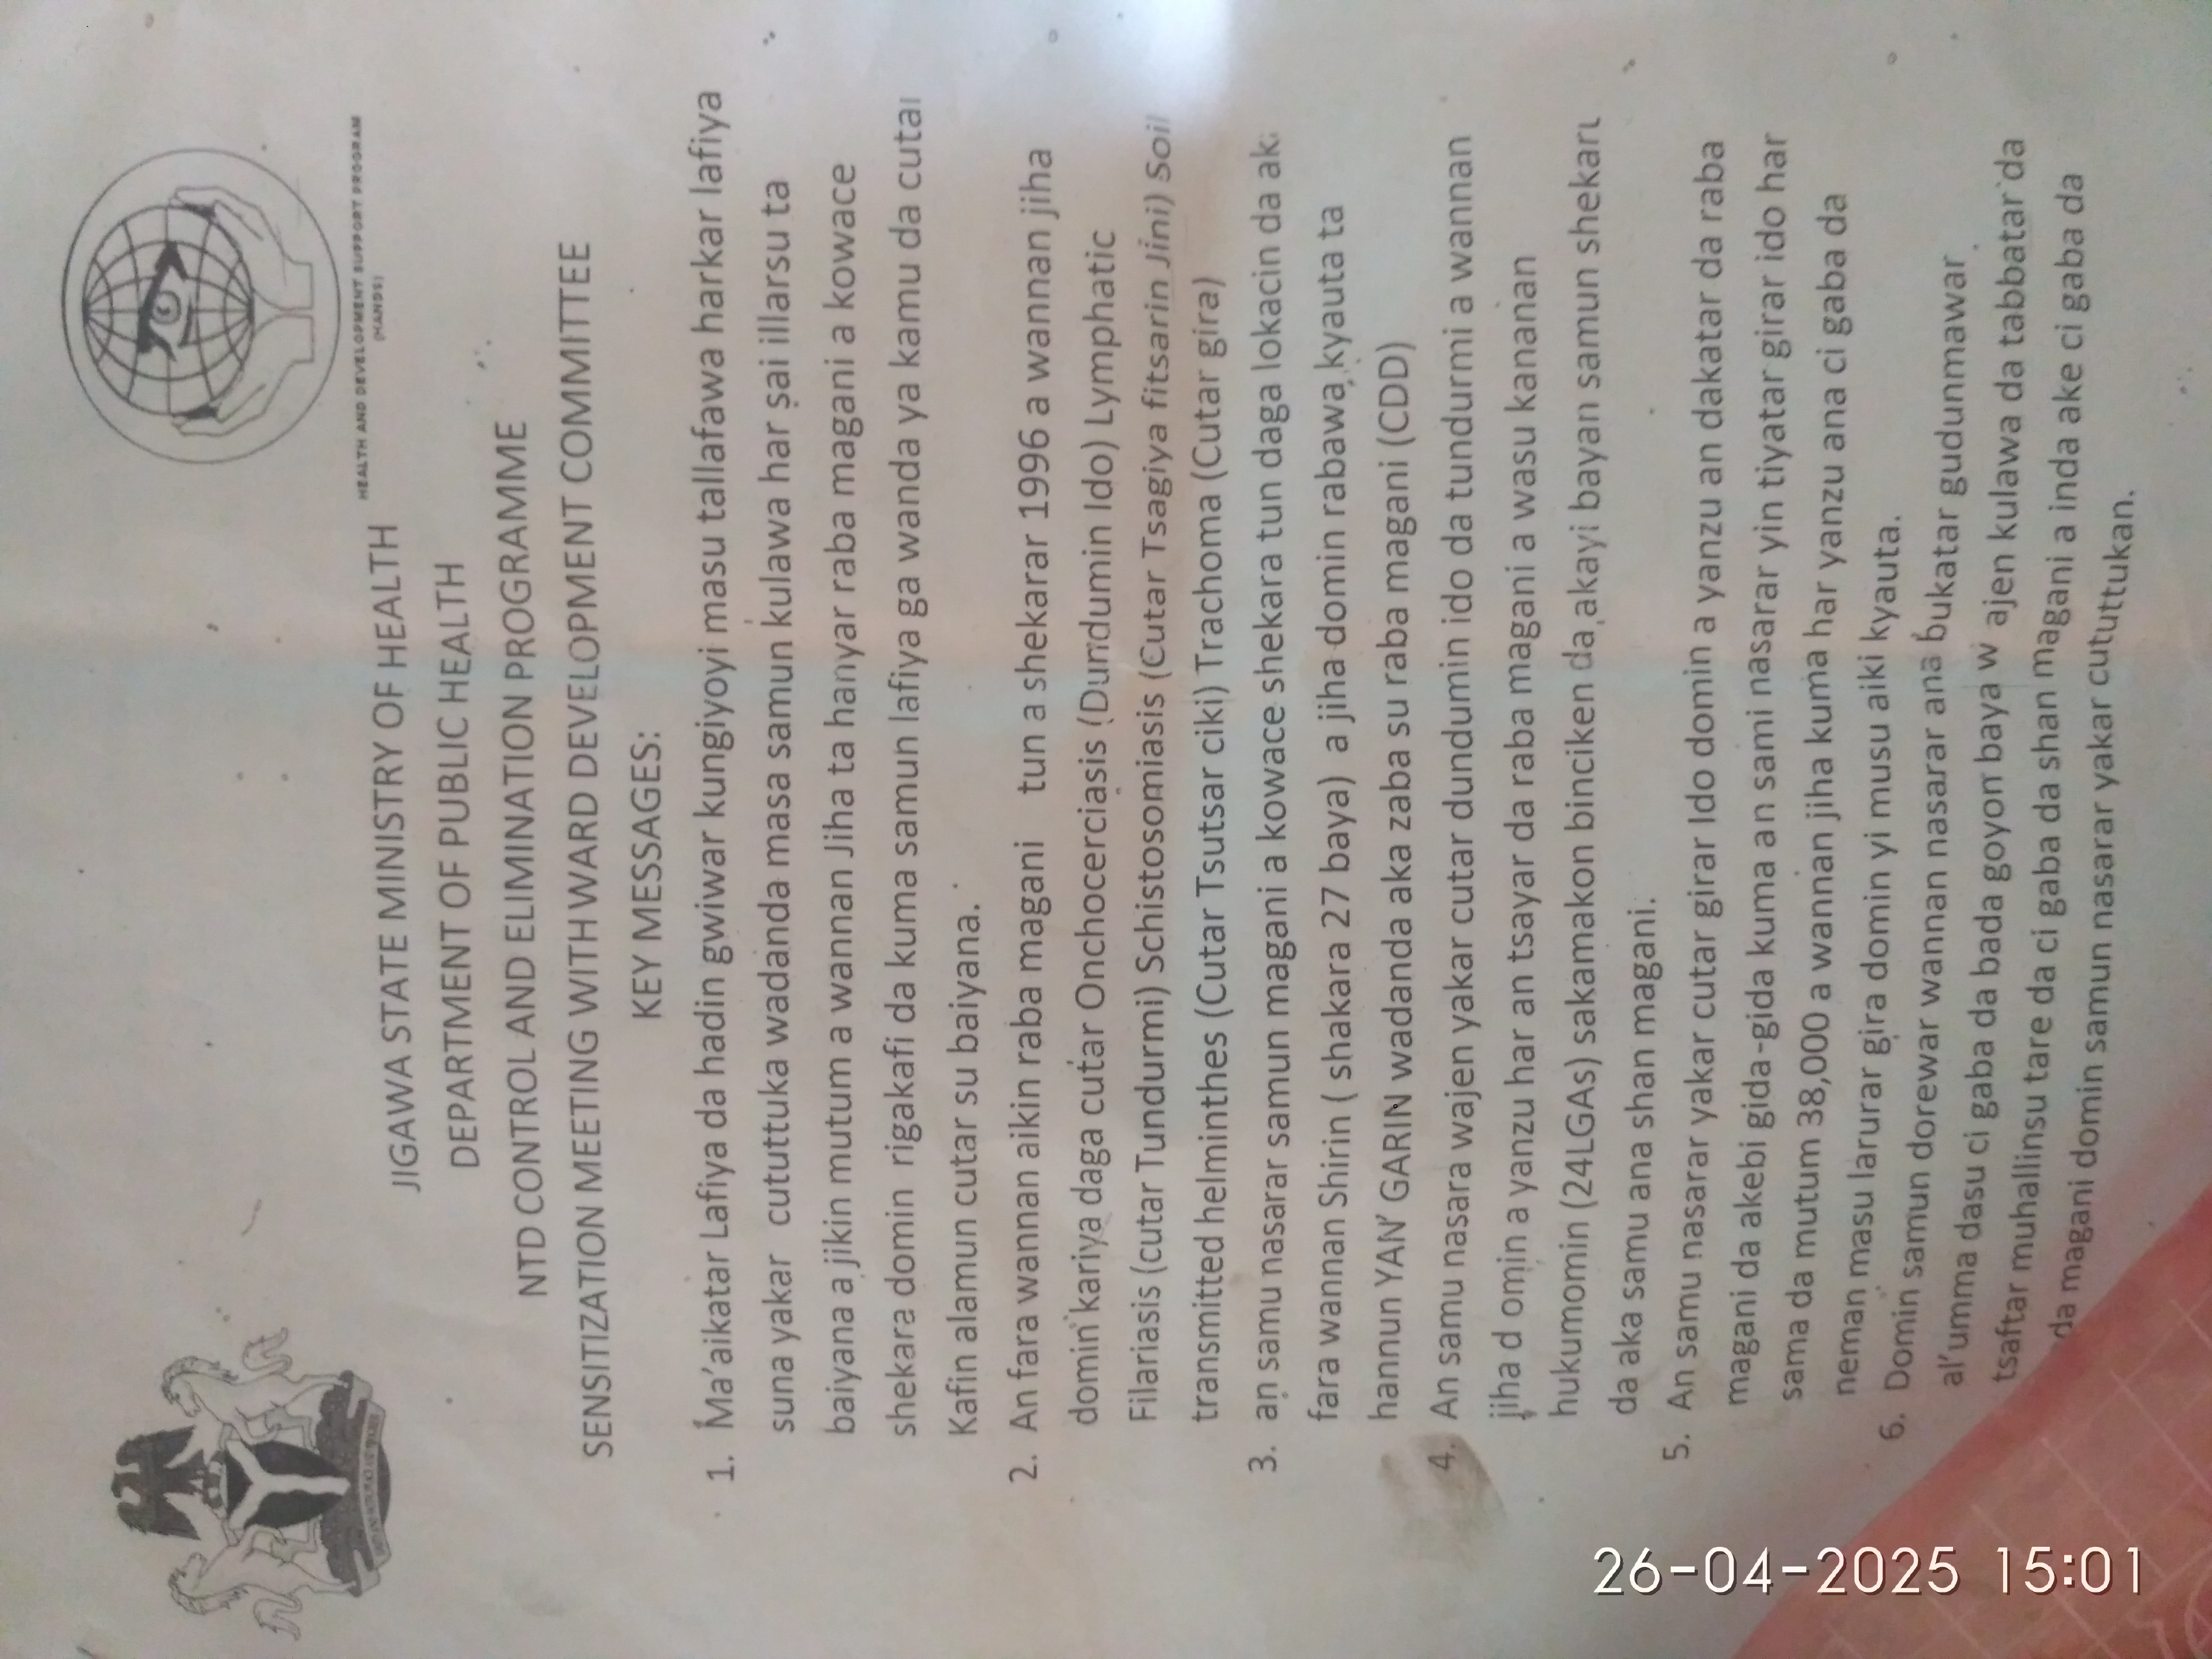 HEALTH AND DEVELOPMENT SUPPORT PROGRAM
(HANDS)
JIGAWA STATE MINISTRY OF HEALTH
DEPARTMENT OF PUBLIC HEALTH
NTD CONTROL AND ELIMINATION PROGRAMME
SENSITIZATION MEETING WITH WARD DEVELOPMENT COMMITTEE
KEY MESSAGES:
1. Ma'aikatar Lafiya da hadin gwiwar kungiyoyi masu tallafawa harkar lafiya
suna yakar cututtuka wadanda masa samun kulawa har sai illarsu ta
baiyana a jikin mutum a wannan Jiha ta hanyar raba magani a kowace
shekara domin rigakafi da kuma samun lafiya ga wanda ya kamu da cutar
Kafin alamun cutar su baiyana.
2. An fara wannan aikin raba magani tun a shekarar 1996 a wannan jiha
domin kariya daga cutar Onchocerciasis (Dundumin Ido) Lymphatic
Filariasis (cutar Tundurmi) Schistosomiasis (Cutar Tsagiya fitsarin Jini) Soil
transmitted helminthes (Cutar Tsutsar ciki) Trachoma (Cutar gira)
3. an samu nasarar samun magani a kowace shekara tun daga lokacin da aka
fara wannan Shirin ( shakara 27 baya) a jiha domin rabawa kyauta ta
hannun YAN' GARIN wadanda aka zaba su raba magani (CDD)
4. An samu nasara wajen yakar cutar dundumin ido da tundurmi a wannan
jiha d omin a yanzu har an tsayar da raba magani a wasu kananan
hukumomin (24LGAs) sakamakon binciken da akayi bayan samun shekaru
da aka samu ana shan magani.
5. An samu nasarar yakar cutar girar Ido domin a yanzu an dakatar da raba
magani da akebi gida-gida kuma an sami nasarar yin tiyatar girar ido har
sama da mutum 38,000 a wannan jiha kuma har yanzu ana ci gaba da
neman masu larurar gira domin yi musu aiki kyauta.
6. Domin samun dorewar wannan nasarar ana bukatar gudunmawar
al'umma dasu ci gaba da bada goyon baya w ajen kulawa da tabbatar da
tsaftar muhallinsu tare da ci gaba da shan magani a inda ake ci gaba da
da magani domin samun nasarar yakar cututtukan.
26-04-2025 15:01